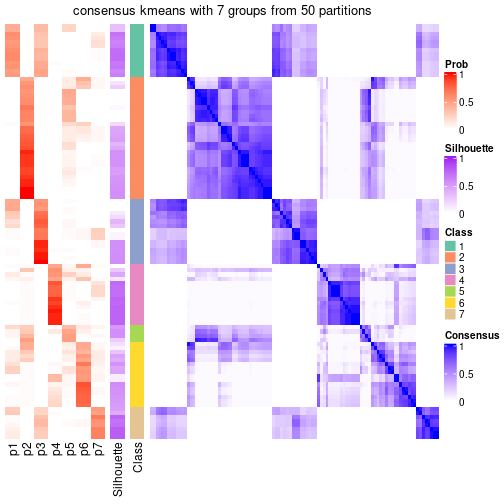 consensus kmeans with 7 groups from 50 partitions
Prob
1
0.5
0
Silhouette
1
0.5
0
Class
1
2
3
4
5
6
7
Consensus
1
0.5
0
p1
p2
p3
p4
p5
p6
p7
Silhouette
Class